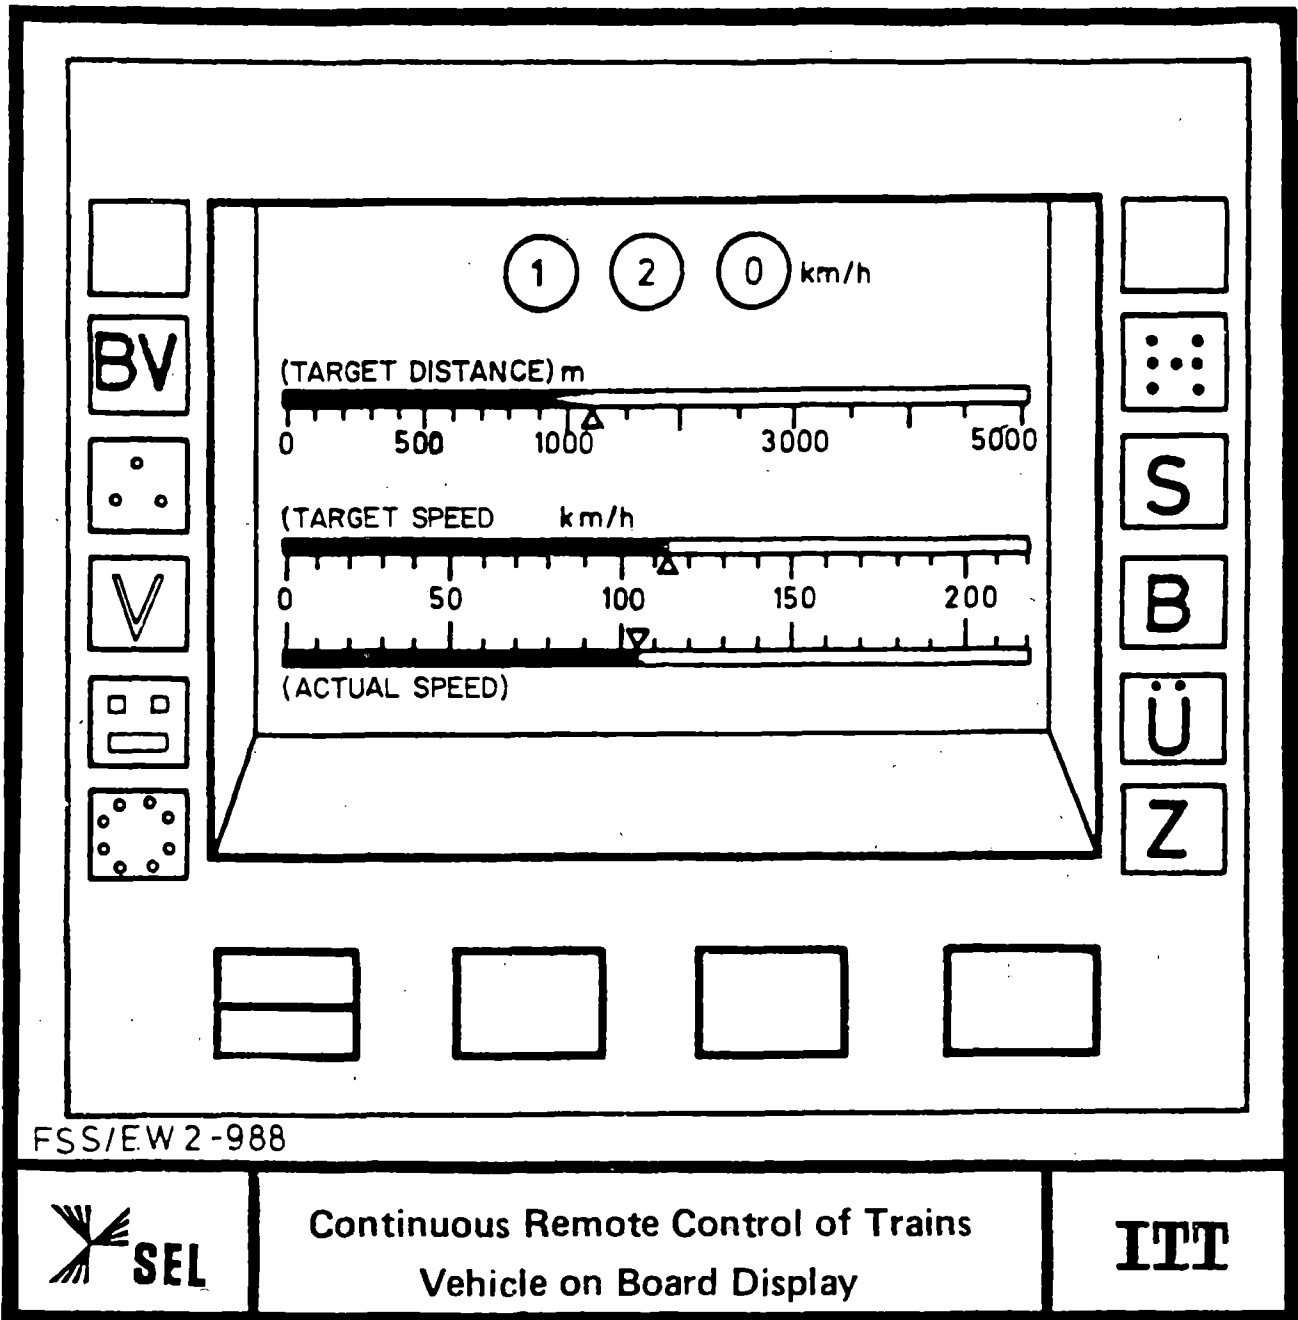 1 2 0 km/h
(TARGET DISTANCE) m
0 500 1000 3000 5000
(TARGET SPEED km/h
0 50 100 150 200
(ACTUAL SPEED)
BV
V
S
B
Ü
Z
FSS/EW 2-988
SEL
Continuous Remote Control of Trains
Vehicle on Board Display
ITT